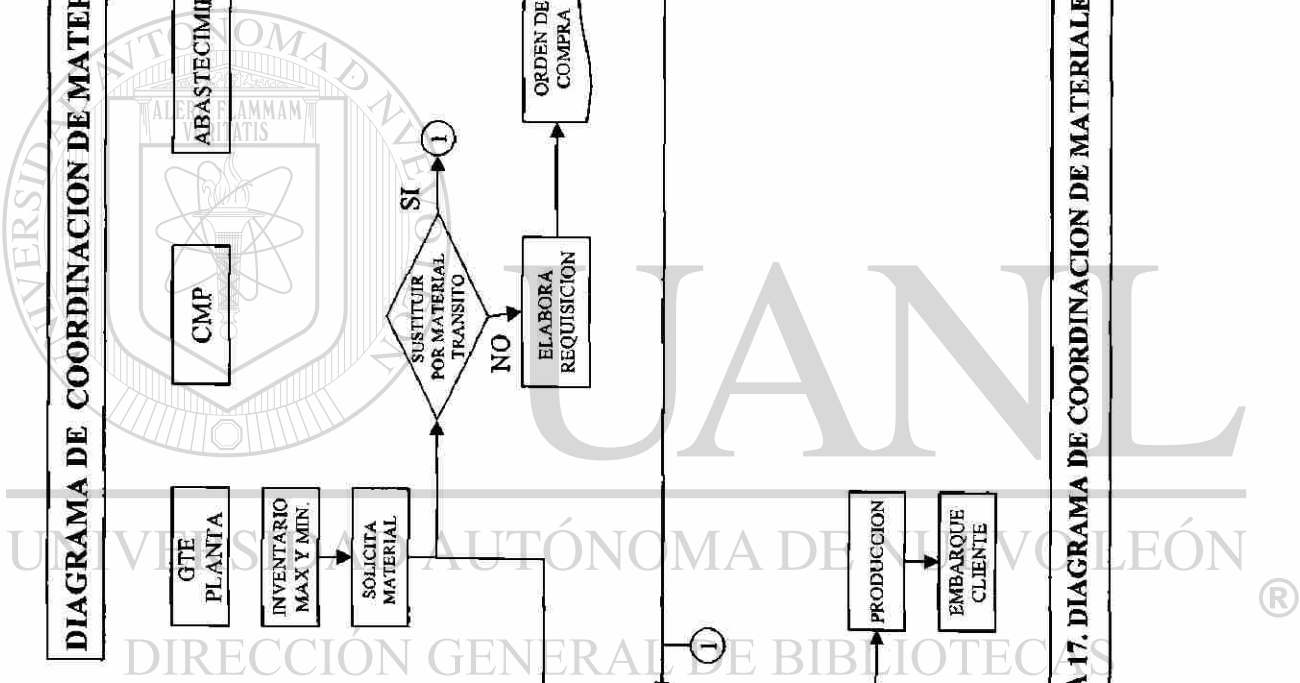 DIAGRAMA DE COORDINACION DE MATER
GTE
PLANTA
CMP
ABASTECIMIE
INVENTARIO
MAX Y MIN.
SOLICITA
MATERIAL
SUSTITUIR
POR MATERIAL
TRANSITO
SI
1
NO
ELABORA
REQUISICION
ORDEN DE
COMPRA
1
PRODUCCION
EMBARQUE
CLIENTE
A 17. DIAGRAMA DE COORDINACION DE MATERIALE
ALERE FLAMMAM
VERITATIS
UANL
UNIVERSIDAD AUTÓNOMA DE NUEVO LEÓN
®
DIRECCIÓN GENERAL DE BIBLIOTECAS